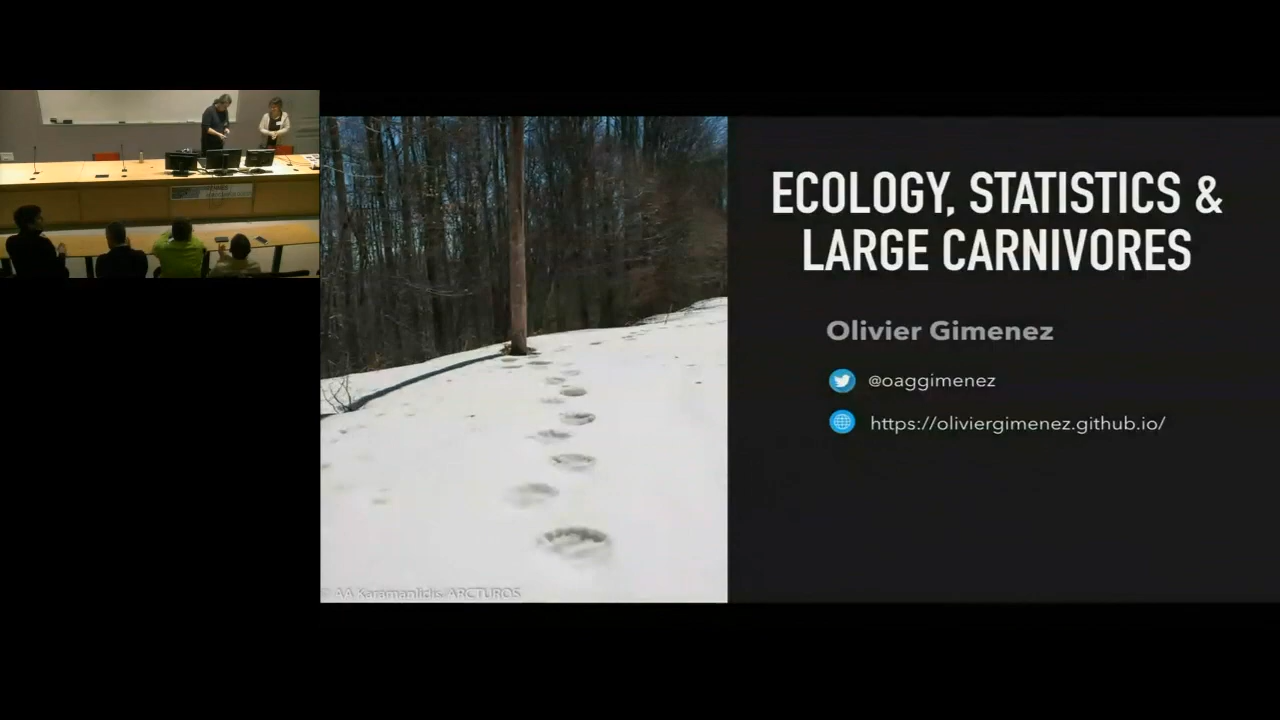 ECOLOGY, STATISTICS &
LARGE CARNIVORES
Olivier Gimenez
@oaggimenez
https://oliviergimenez.github.io/
© AA Karamanlidis ARCTUROS